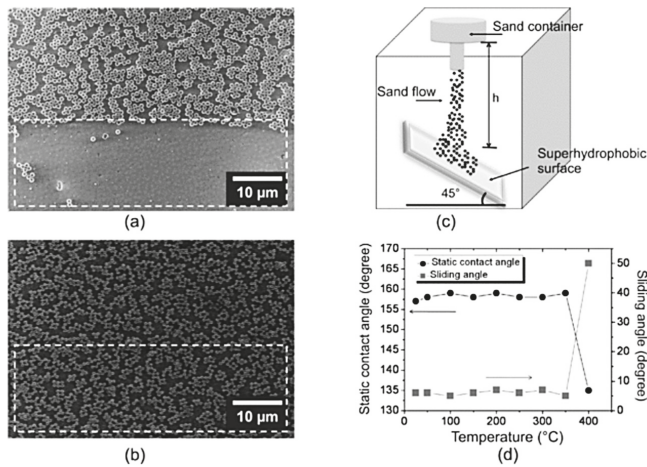 10 μm
(a)
10 μm
(b)
Sand container
Sand flow
h
Superhydrophobic
surface
45°
(c)
Static contact angle (degree)
170
165
160
155
150
145
140
135
130
Static contact angle
Sliding angle
50
40
30
20
10
0
Sliding angle (degree)
0 100 200 300 400
Temperature (°C)
(d)